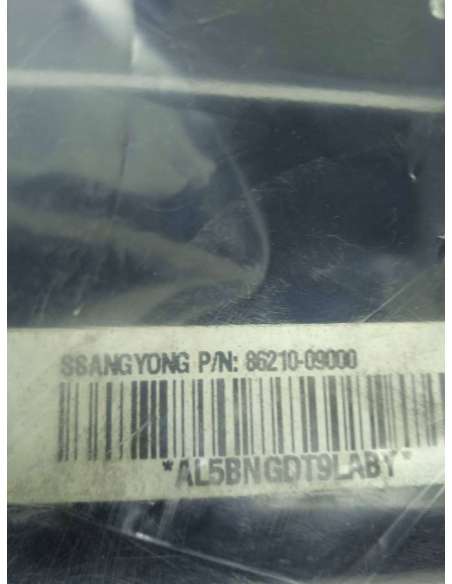 SSANGYONG P/N: 86210-09000
*AL5BNGDT9LABY*